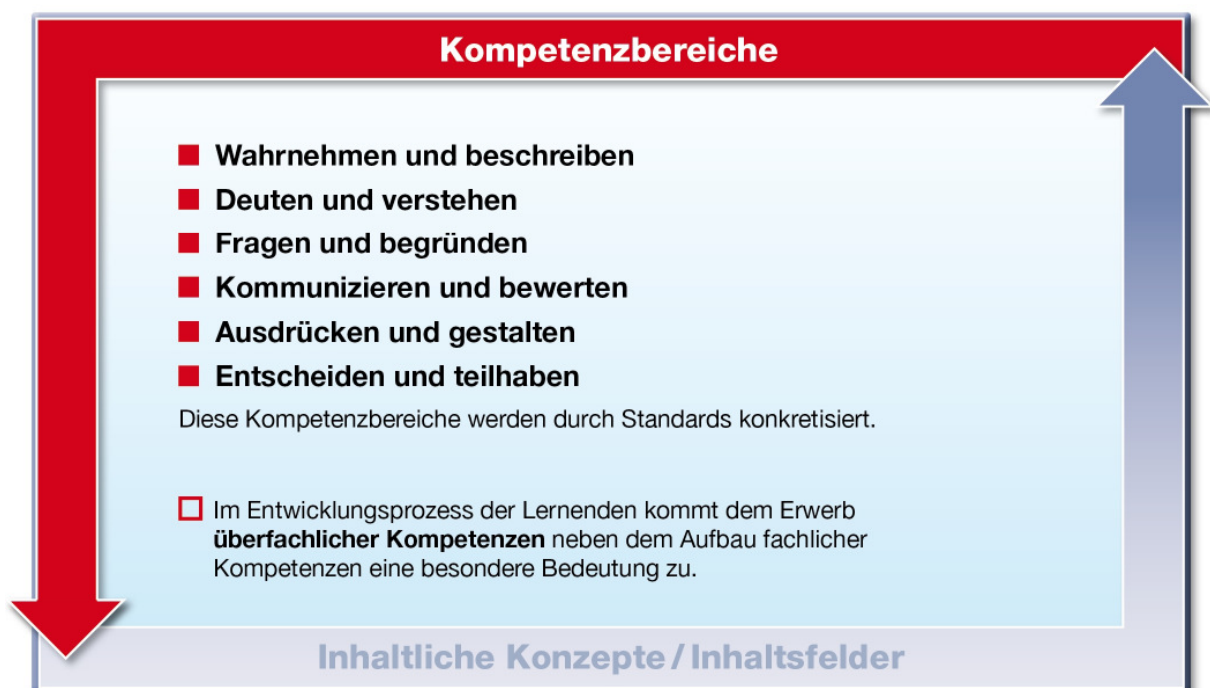 Kompetenzbereiche
Wahrnehmen und beschreiben
Deuten und verstehen
Fragen und begründen
Kommunizieren und bewerten
Ausdrücken und gestalten
Entscheiden und teilhaben
Diese Kompetenzbereiche werden durch Standards konkretisiert.
Im Entwicklungsprozess der Lernenden kommt dem Erwerb
überfachlicher Kompetenzen neben dem Aufbau fachlicher
Kompetenzen eine besondere Bedeutung zu.
Inhaltliche Konzepte / Inhaltsfelder